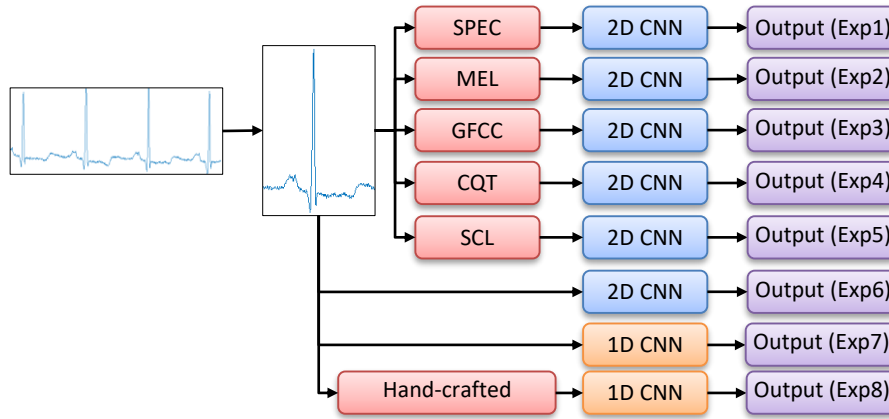 SPEC 2D CNN Output (Exp1)
MEL 2D CNN Output (Exp2)
GFCC 2D CNN Output (Exp3)
CQT 2D CNN Output (Exp4)
SCL 2D CNN Output (Exp5)
2D CNN Output (Exp6)
1D CNN Output (Exp7)
Hand-crafted 1D CNN Output (Exp8)